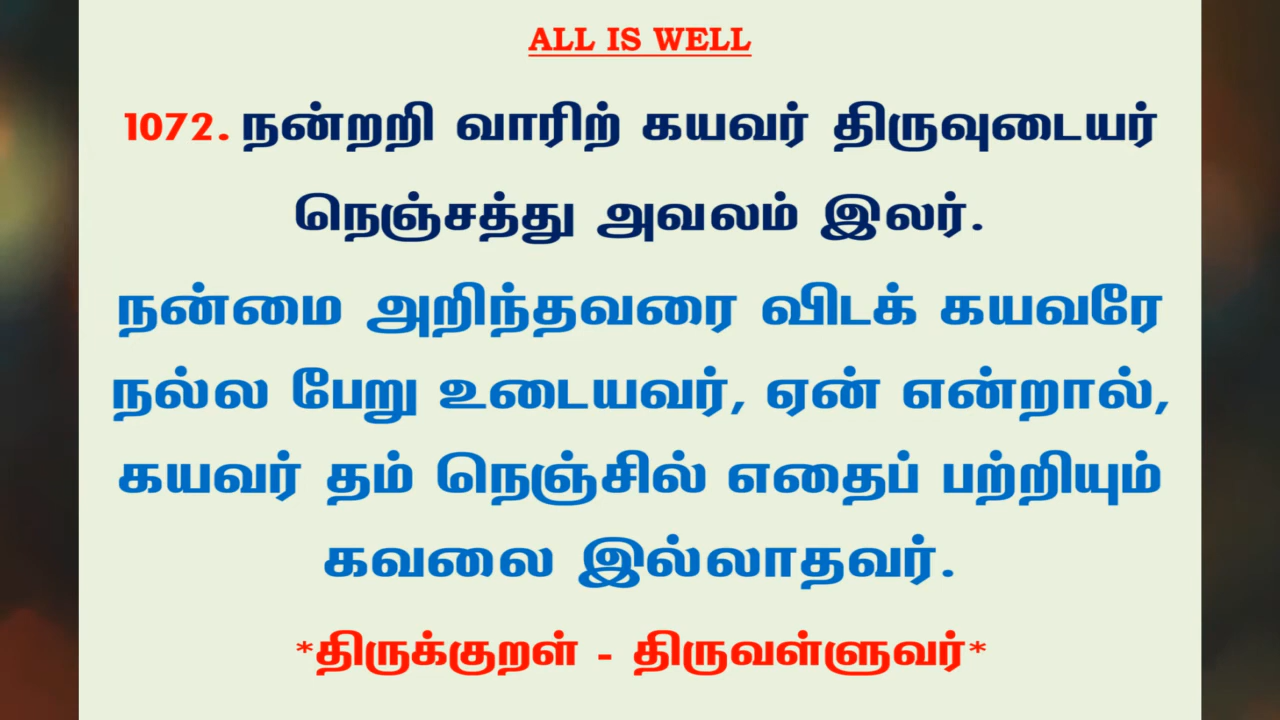 ALL IS WELL
1072. நன்றறி வாரிற் கயவர் திருவுடையர்
நெஞ்சத்து அவலம் இலர்.
நன்மை அறிந்தவரை விடக் கயவரே
நல்ல பேறு உடையவர், ஏன் என்றால்,
கயவர் தம் நெஞ்சில் எதைப் பற்றியும்
கவலை இல்லாதவர்.
*திருக்குறள் - திருவள்ளுவர்*